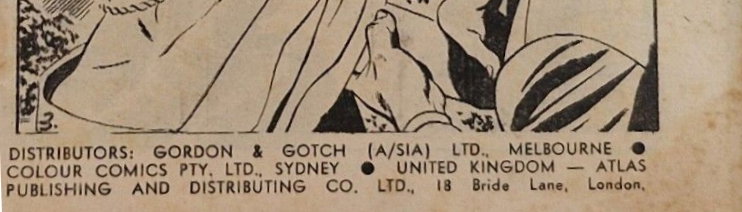 3.
DISTRIBUTORS: GORDON & GOTCH (A/SIA) LTD., MELBOURNE ●
COLOUR COMICS PTY. LTD., SYDNEY ● UNITED KINGDOM — ATLAS
PUBLISHING AND DISTRIBUTING CO. LTD., 18 Bride Lane, London.